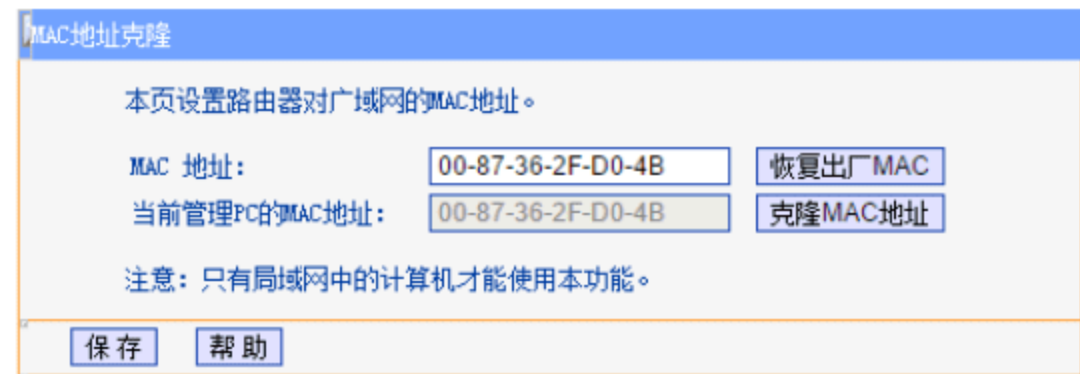 MAC地址克隆
本页设置路由器对广域网的MAC地址。
MAC 地址: 00-87-36-2F-D0-4B 恢复出厂MAC
当前管理PC的MAC地址: 00-87-36-2F-D0-4B 克隆MAC地址
注意: 只有局域网中的计算机才能使用本功能。
保存 帮助